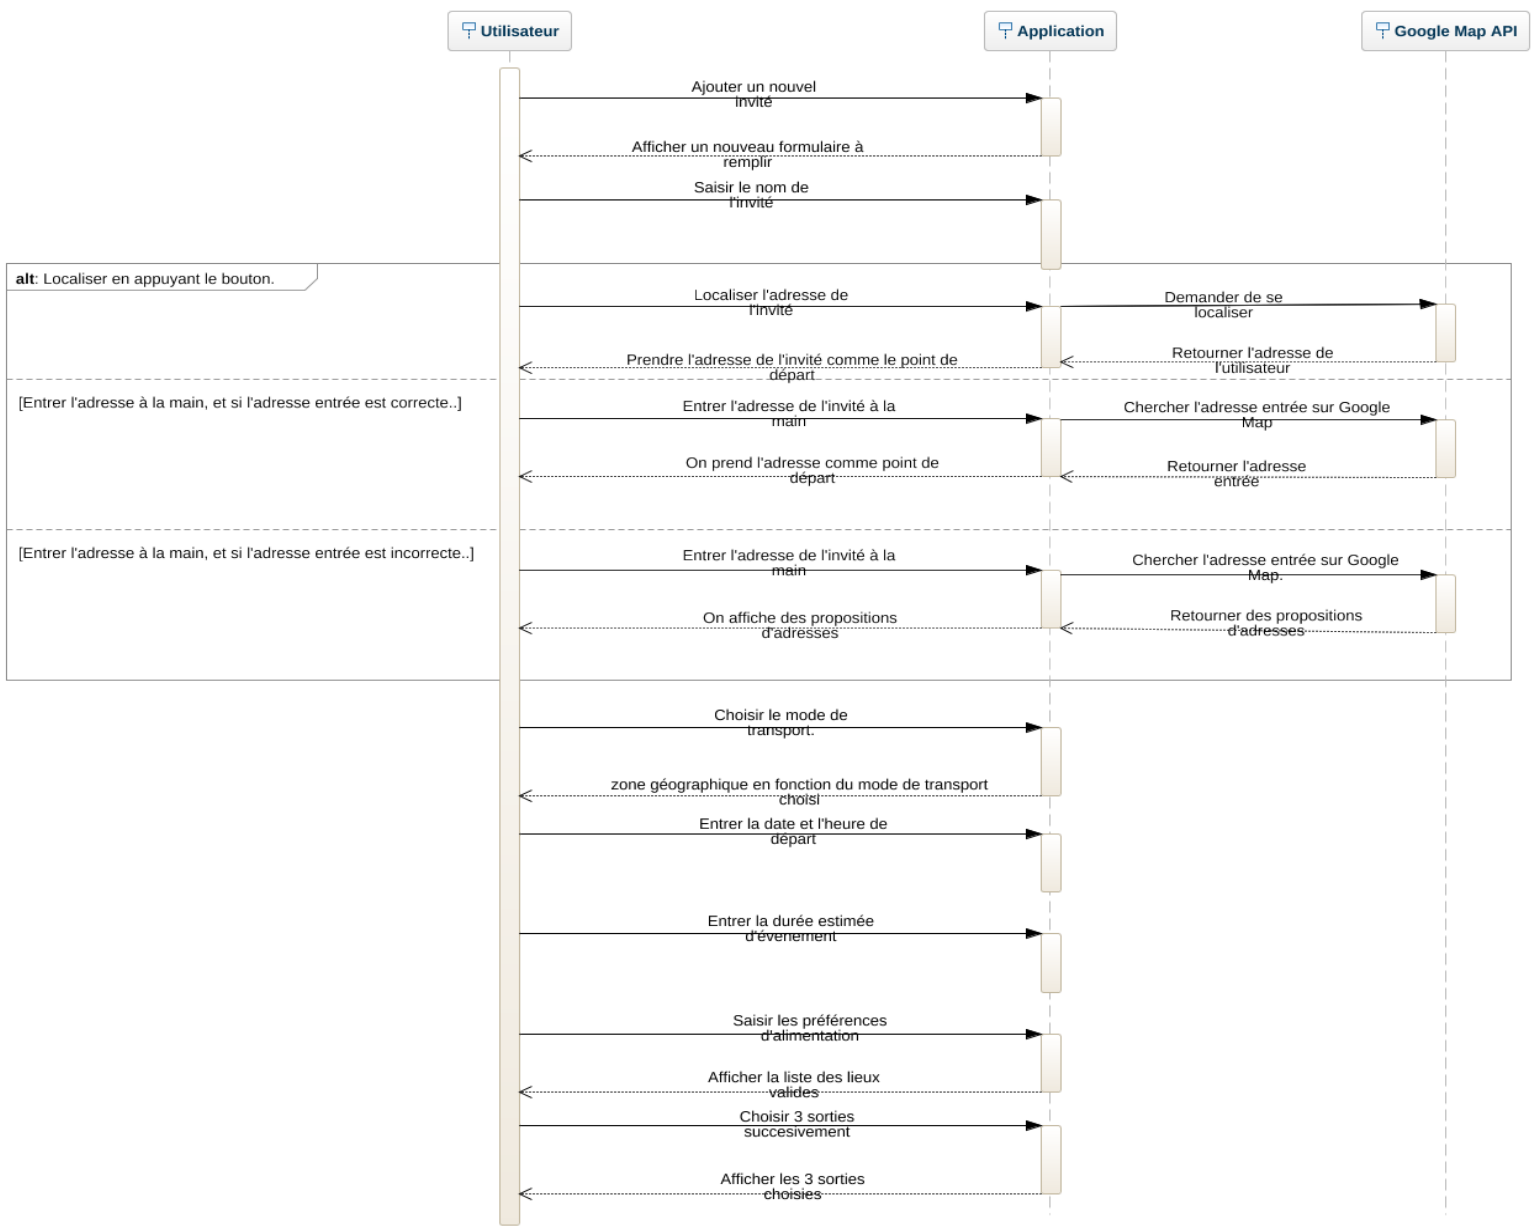 Utilisateur
Application
Google Map API
Ajouter un nouvel
invité
Afficher un nouveau formulaire à
remplir
Saisir le nom de
l'invité
alt: Localiser en appuyant le bouton.
Localiser l'adresse de
l'invité
Demander de se
localiser
Retourner l'adresse de
l'utilisateur
Prendre l'adresse de l'invité comme le point de
départ
[Entrer l'adresse à la main, et si l'adresse entrée est correcte..]
Entrer l'adresse de l'invité à la
main
Chercher l'adresse entrée sur Google
Map
On prend l'adresse comme point de
départ
Retourner l'adresse
entrée
[Entrer l'adresse à la main, et si l'adresse entrée est incorrecte..]
Entrer l'adresse de l'invité à la
main
Chercher l'adresse entrée sur Google
Map.
On affiche des propositions
d'adresses
Retourner des propositions
d'adresses
Choisir le mode de
transport.
zone géographique en fonction du mode de transport
choisi
Entrer la date et l'heure de
départ
Entrer la durée estimée
d'évenement
Saisir les préférences
d'alimentation
Afficher la liste des lieux
valides
Choisir 3 sorties
succesivement
Afficher les 3 sorties
choisies